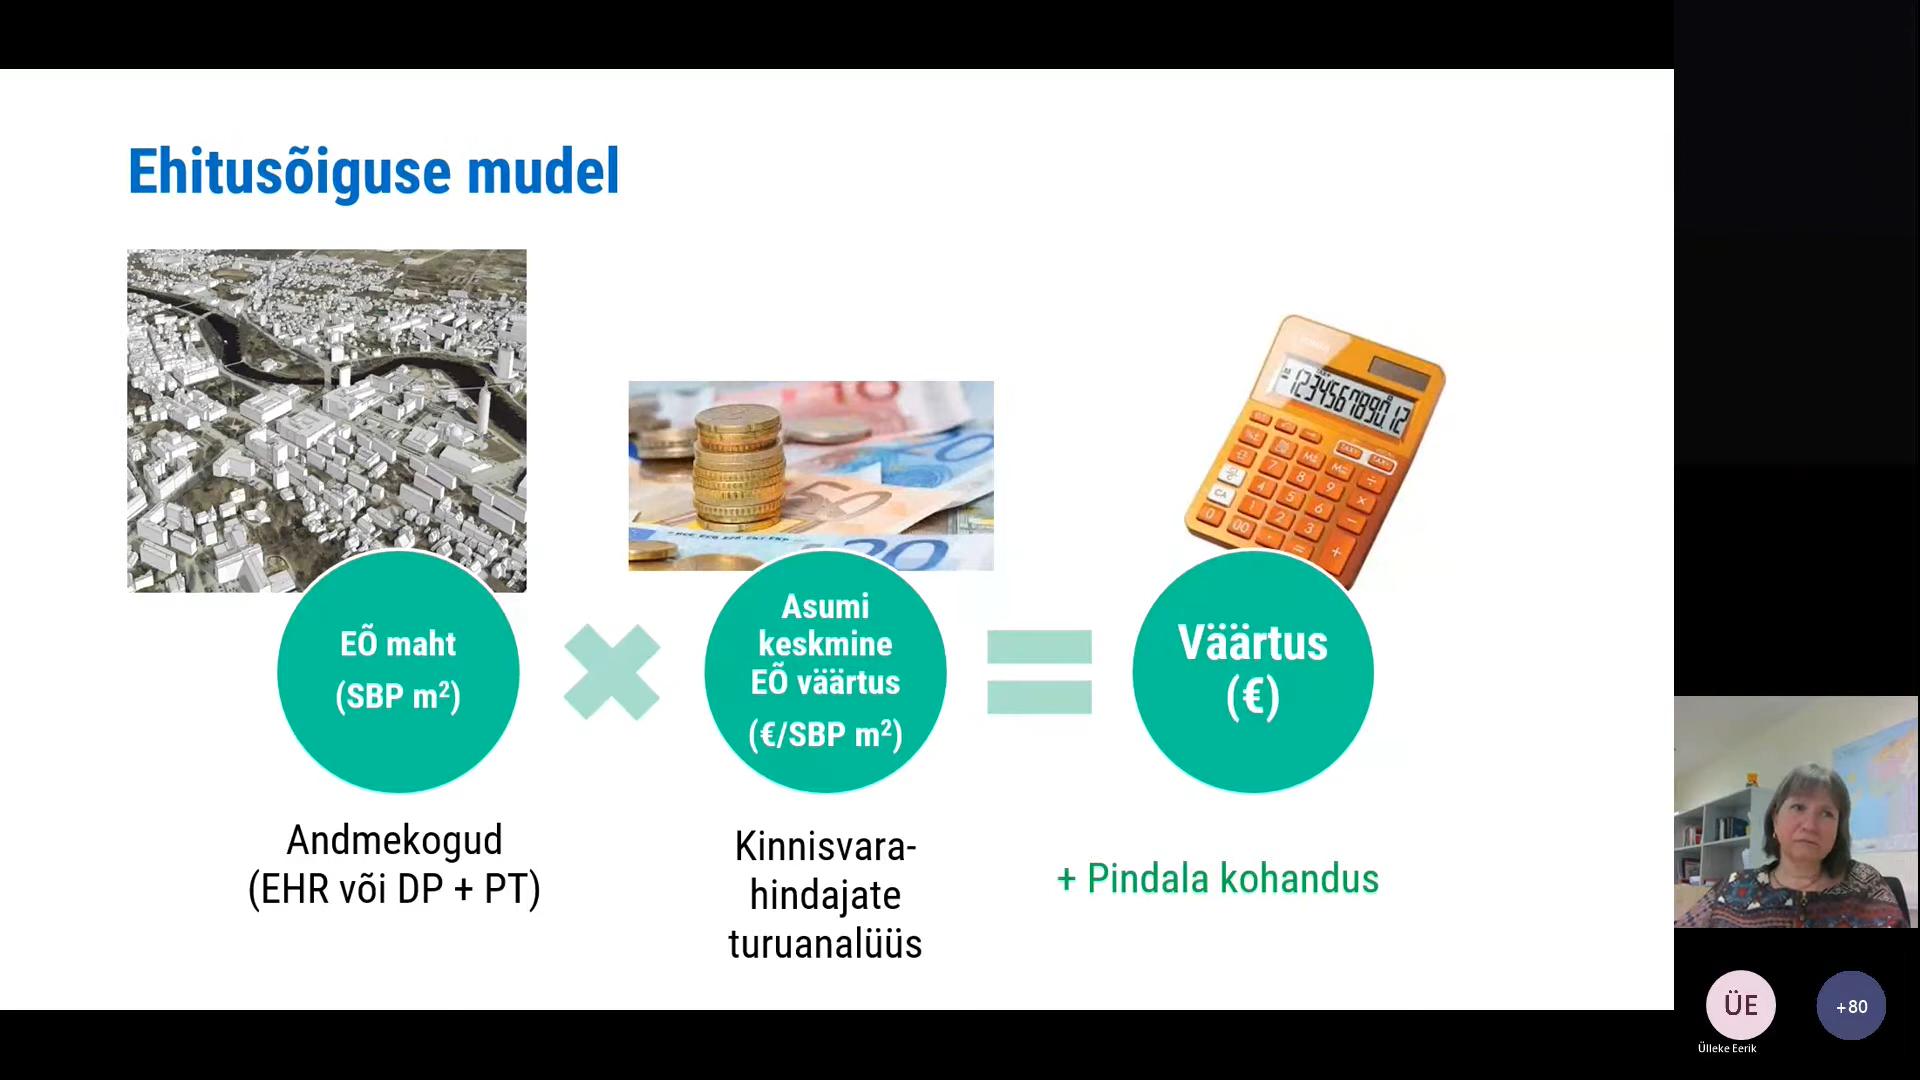 Ehitusõiguse mudel
EÕ maht
(SBP m²)
Asumi
keskmine
EÕ väärtus
(€/SBP m²)
Väärtus
(€)
Andmekogud
(EHR või DP + PT)
Kinnisvara-
hindajate
turuanalüüs
+ Pindala kohandus
ÜE
+80
Ülleke Eerik